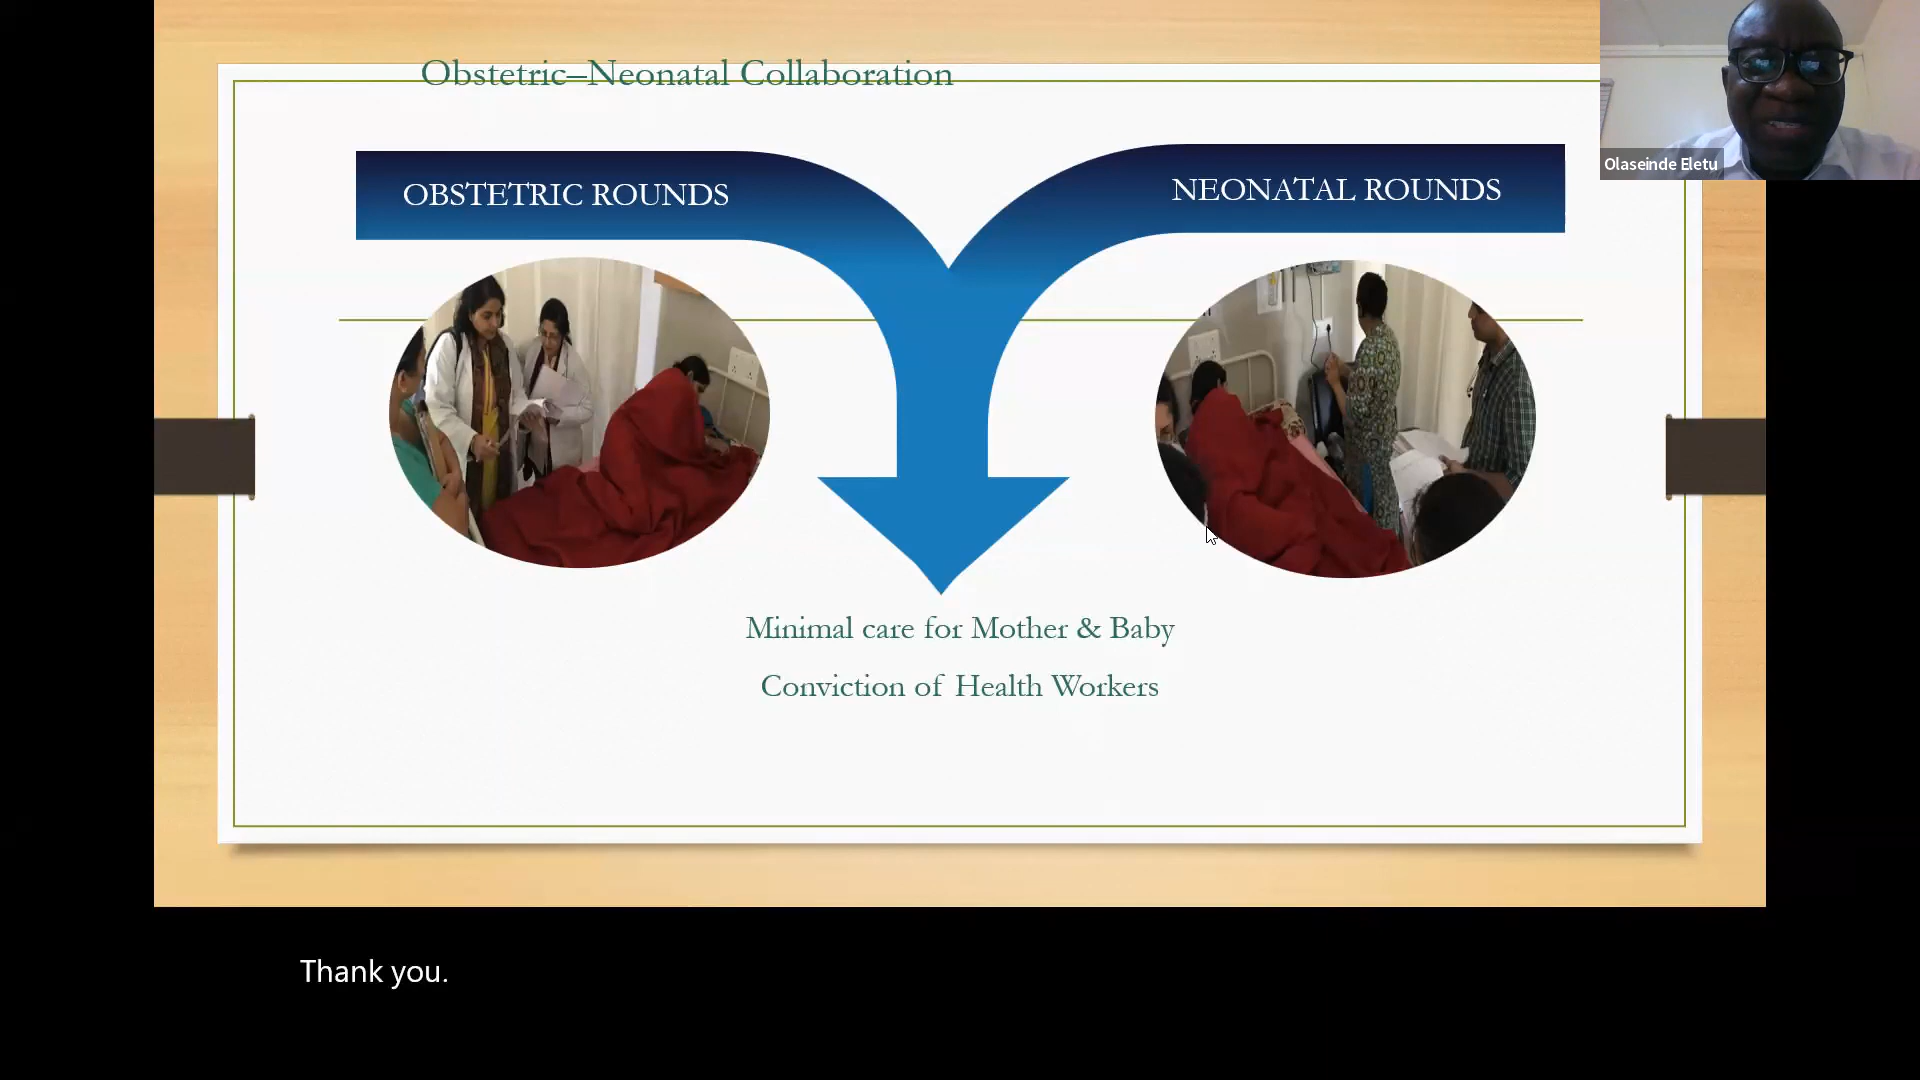 Obstetric–Neonatal Collaboration
OBSTETRIC ROUNDS
NEONATAL ROUNDS
Olaseinde Eletu
Minimal care for Mother & Baby
Conviction of Health Workers
Thank you.